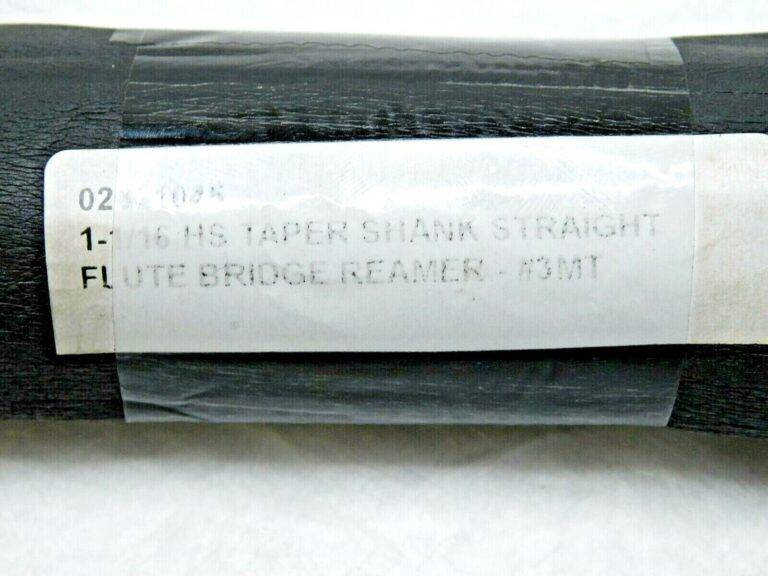 1-1/16 HS TAPER SHANK STRAIGHT
FLUTE BRIDGE REAMER - #3MT